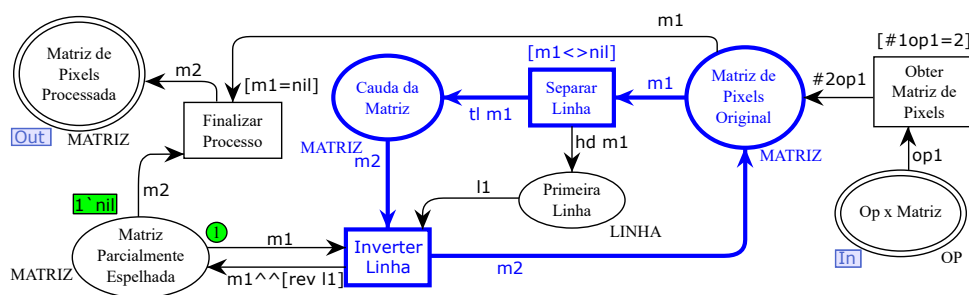 m1
Matriz de
Pixels
Processada
Out
MATRIZ
m2
[m1=nil]
Finalizar
Processo
Cauda da
Matriz
MATRIZ
m2
tl m1
[m1<>nil]
Separar
Linha
hd m1
m1
Matriz de
Pixels
Original
MATRIZ
#2op1
[#1op1=2]
Obter
Matriz de
Pixels
op1
Op x Matriz
In
OP
Primeira
Linha
LINHA
l1
m2
1`nil
1
Matriz
Parcialmente
Espelhada
MATRIZ
m1
m1^^[rev l1]
Inverter
Linha
m2